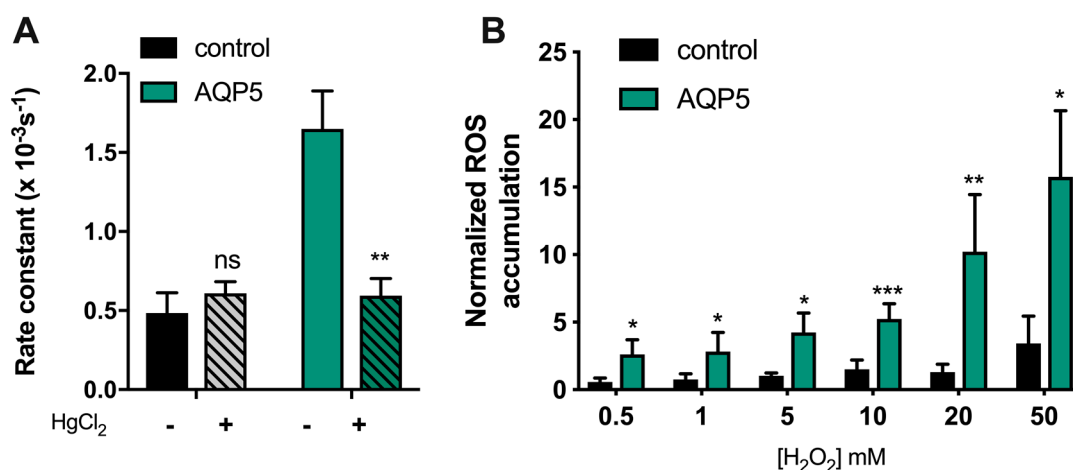 A
control
AQP5
Rate constant (x 10⁻³s⁻¹)
2.0
1.5
1.0
0.5
0.0
ns
**
HgCl₂ - + - +
B
control
AQP5
Normalized ROS
accumulation
25
20
15
10
5
0
* * * *** ** *
0.5 1 5 10 20 50
[H₂O₂] mM